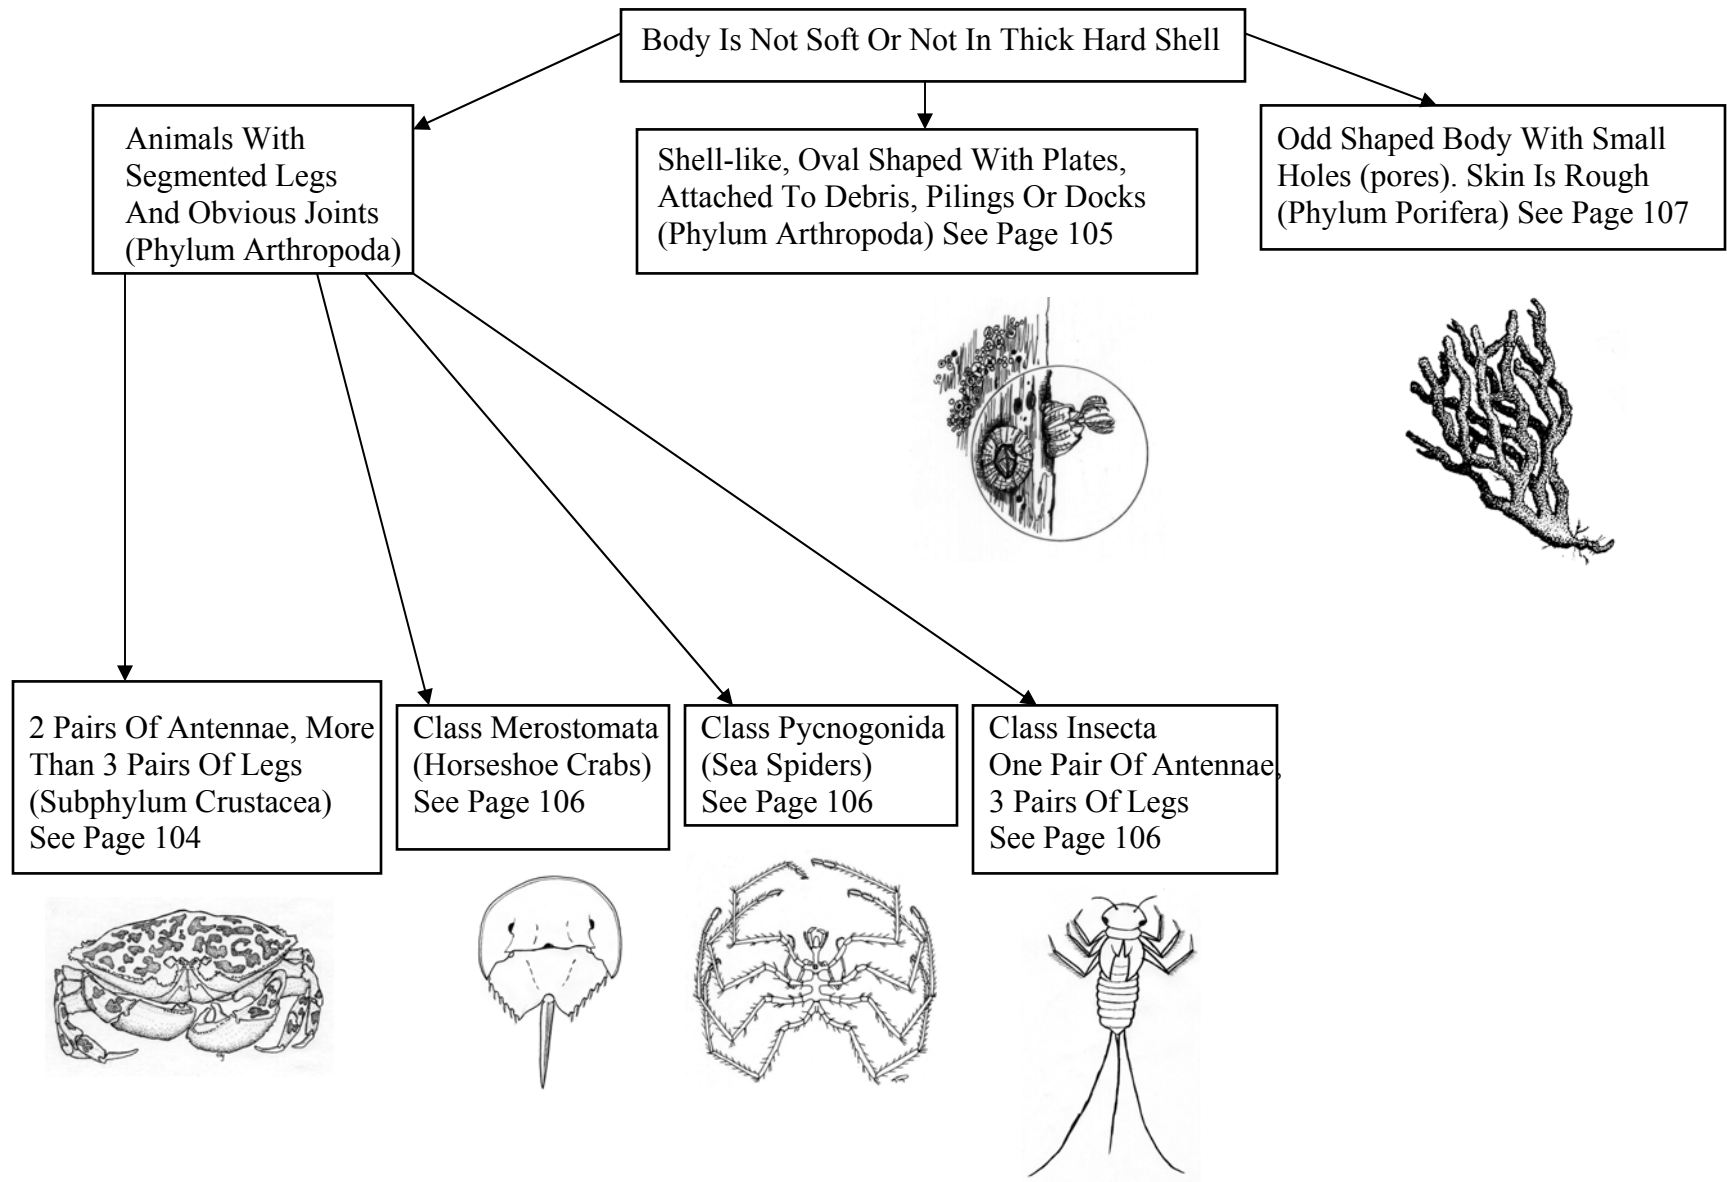 Body Is Not Soft Or Not In Thick Hard Shell
Animals With
Segmented Legs
And Obvious Joints
(Phylum Arthropoda)
Shell-like, Oval Shaped With Plates,
Attached To Debris, Pilings Or Docks
(Phylum Arthropoda) See Page 105
Odd Shaped Body With Small
Holes (pores). Skin Is Rough
(Phylum Porifera) See Page 107
2 Pairs Of Antennae, More
Than 3 Pairs Of Legs
(Subphylum Crustacea)
See Page 104
Class Merostomata
(Horseshoe Crabs)
See Page 106
Class Pycnogonida
(Sea Spiders)
See Page 106
Class Insecta
One Pair Of Antennae,
3 Pairs Of Legs
See Page 106